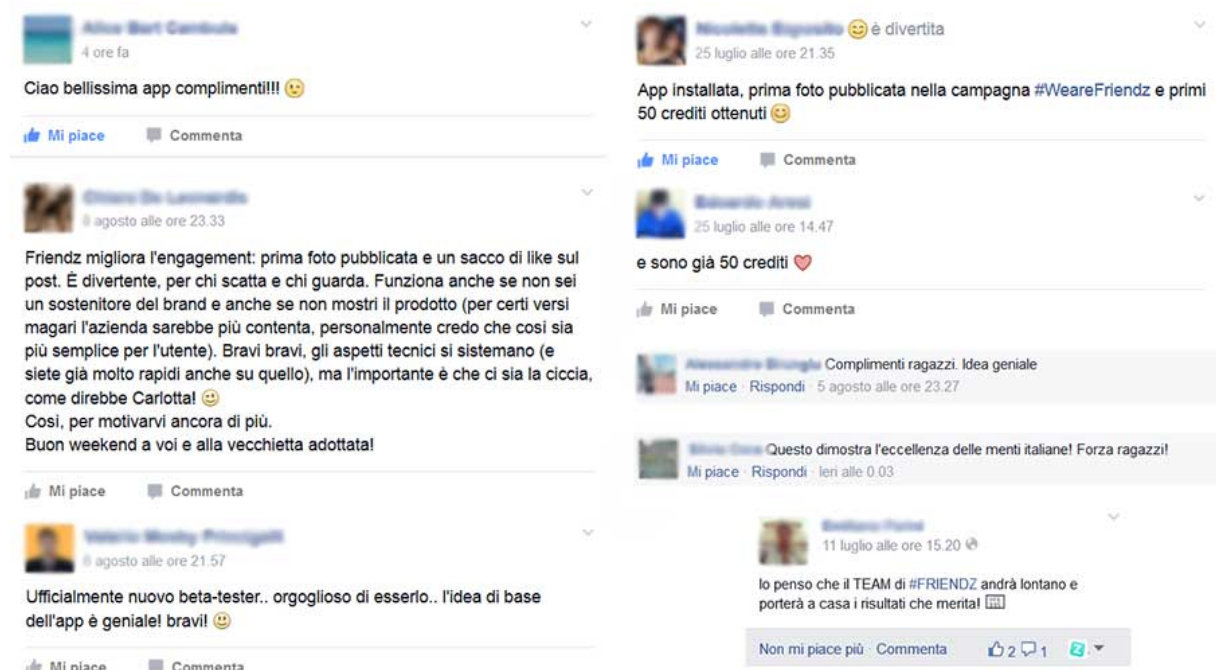 4 ore fa
Ciao bellissima app complimenti!!!
Mi piace Commenta
8 agosto alle ore 23.33
Friendz migliora l'engagement: prima foto pubblicata e un sacco di like sul
post. È divertente, per chi scatta e chi guarda. Funziona anche se non sei
un sostenitore del brand e anche se non mostri il prodotto (per certi versi
magari l'azienda sarebbe più contenta, personalmente credo che così sia
più semplice per l'utente). Bravi bravi, gli aspetti tecnici si sistemano (e
siete già molto rapidi anche su quello), ma l'importante è che ci sia la ciccia,
come direbbe Carlotta!
Così, per motivarvi ancora di più.
Buon weekend a voi e alla vecchietta adottata!
Mi piace Commenta
agosto alle ore 21.57
Ufficialmente nuovo beta-tester.. orgoglioso di esserlo.. l'idea di base
dell'app è geniale! bravi!
Mi piace Commenta
è divertita
25 luglio alle ore 21.35
App installata, prima foto pubblicata nella campagna #WeareFriendz e primi
50 crediti ottenuti
Mi piace Commenta
25 luglio alle ore 14.47
e sono già 50 crediti
Mi piace Commenta
Complimenti ragazzi. Idea geniale
Mi piace · Rispondi · 5 agosto alle ore 23.27
Questo dimostra l'eccellenza delle menti italiane! Forza ragazzi!
Mi piace · Rispondi · Ieri alle 0.03
11 luglio alle ore 15.20
Io penso che il TEAM di #FRIENDZ andrà lontano e
porterà a casa i risultati che merita!
Non mi piace più · Commenta 2 1